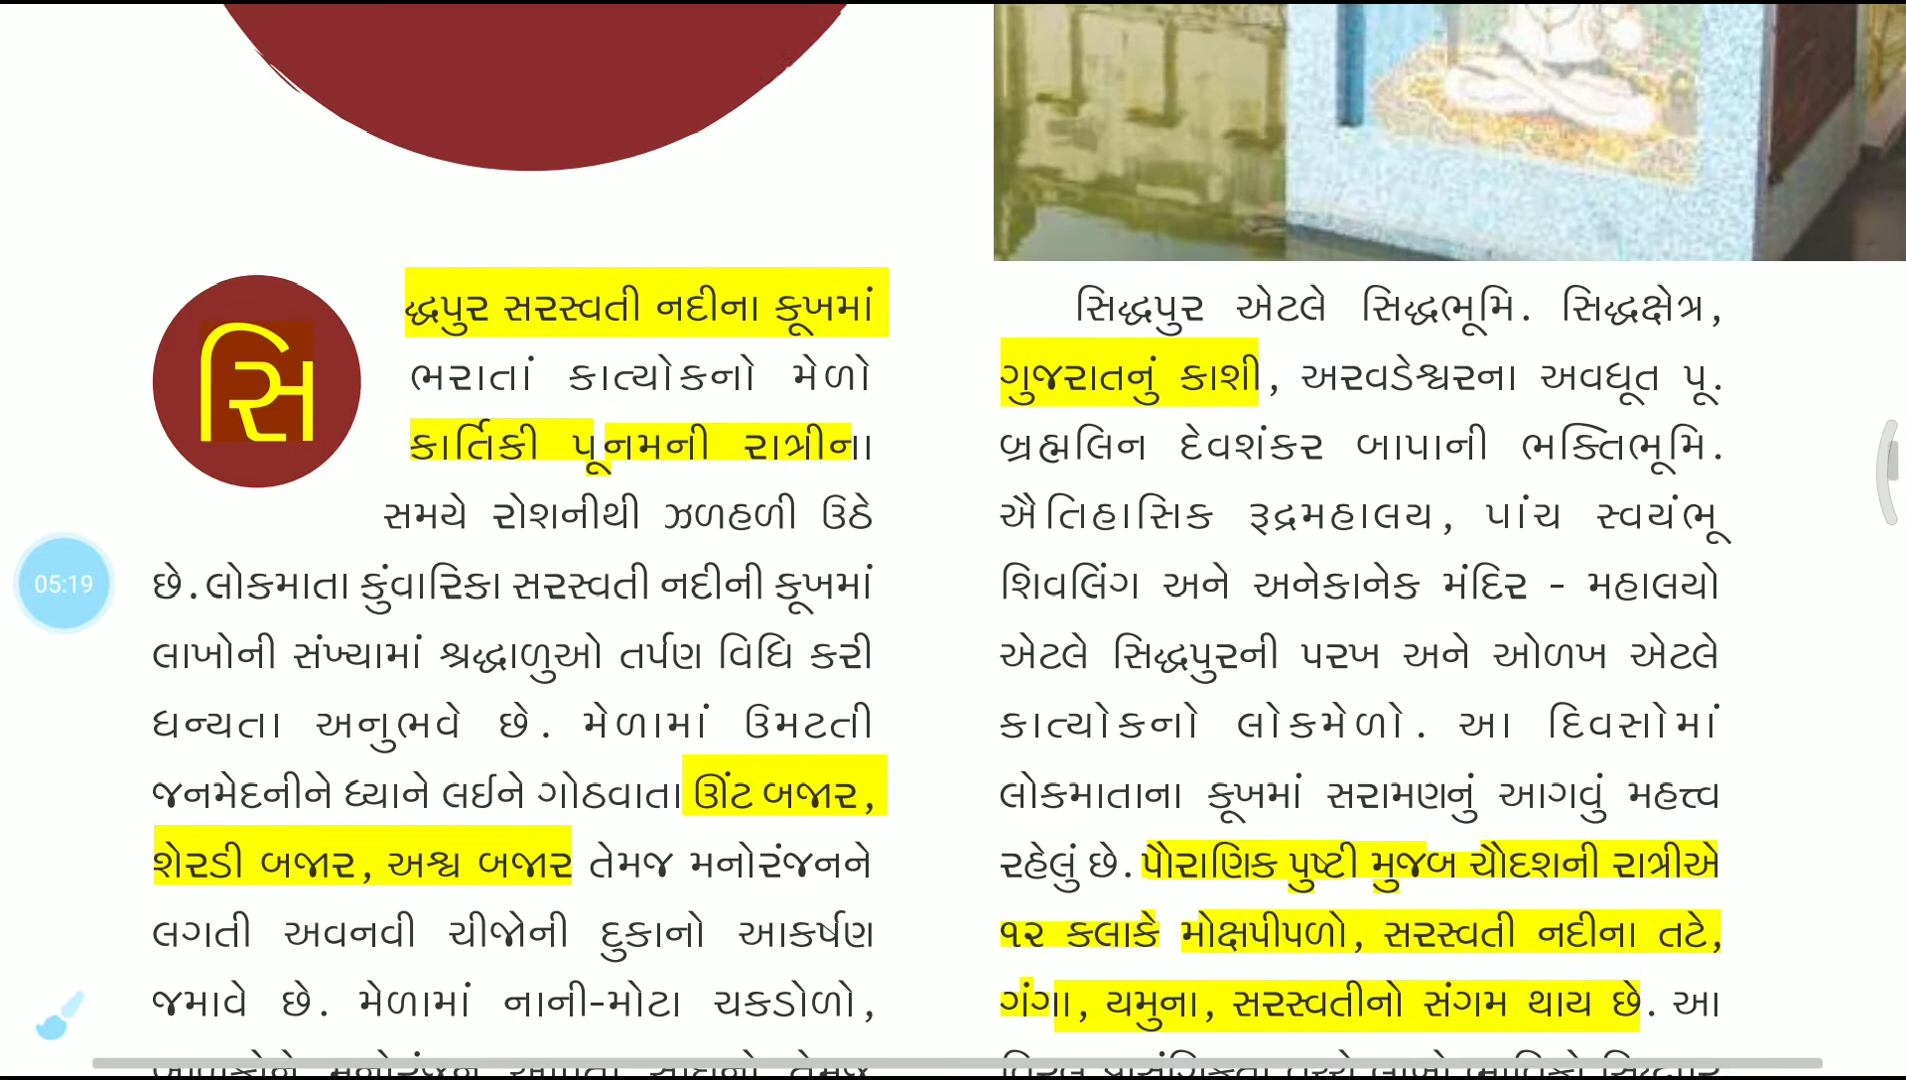 સિ
દ્ધપુર સરસ્વતી નદીના કૂખમાં
ભરાતાં કાત્યોકનો મેળો
કાર્તિકી પૂનમની રાત્રીના
સમયે રોશનીથી ઝળહળી ઉઠે
છે.લોકમાતા કુંવારિકા સરસ્વતી નદીની કૂખમાં
લાખોની સંખ્યામાં શ્રદ્ધાળુઓ તર્પણ વિધિ કરી
ધન્યતા અનુભવે છે. મેળામાં ઉમટતી
જનમેદનીને ધ્યાને લઈને ગોઠવાતા ઊંટ બજાર,
શેરડી બજાર, અશ્વ બજાર તેમજ મનોરંજનને
લગતી અવનવી ચીજોની દુકાનો આકર્ષણ
જમાવે છે. મેળામાં નાની-મોટા ચકડોળો,
સિદ્ધપુર એટલે સિદ્ધભૂમિ. સિદ્ધક્ષેત્ર,
ગુજરાતનું કાશી, અરવડેશ્વરના અવધૂત પૂ.
બ્રહ્મલિન દેવશંકર બાપાની ભક્તિભૂમિ.
ઐતિહાસિક રૂદ્રમહાલય, પાંચ સ્વયંભૂ
શિવલિંગ અને અનેકાનેક મંદિર - મહાલયો
એટલે સિદ્ધપુરની પરખ અને ઓળખ એટલે
કાત્યોકનો લોકમેળો. આ દિવસોમાં
લોકમાતાના કૂખમાં સરામણનું આગવું મહત્ત્વ
રહેલું છે. પૌરાણિક પુષ્ટી મુજબ ચૌદશની રાત્રીએ
૧૨ કલાકે મોક્ષપીપળો, સરસ્વતી નદીના તટે,
ગંગા, યમુના, સરસ્વતીનો સંગમ થાય છે. આ
05:19